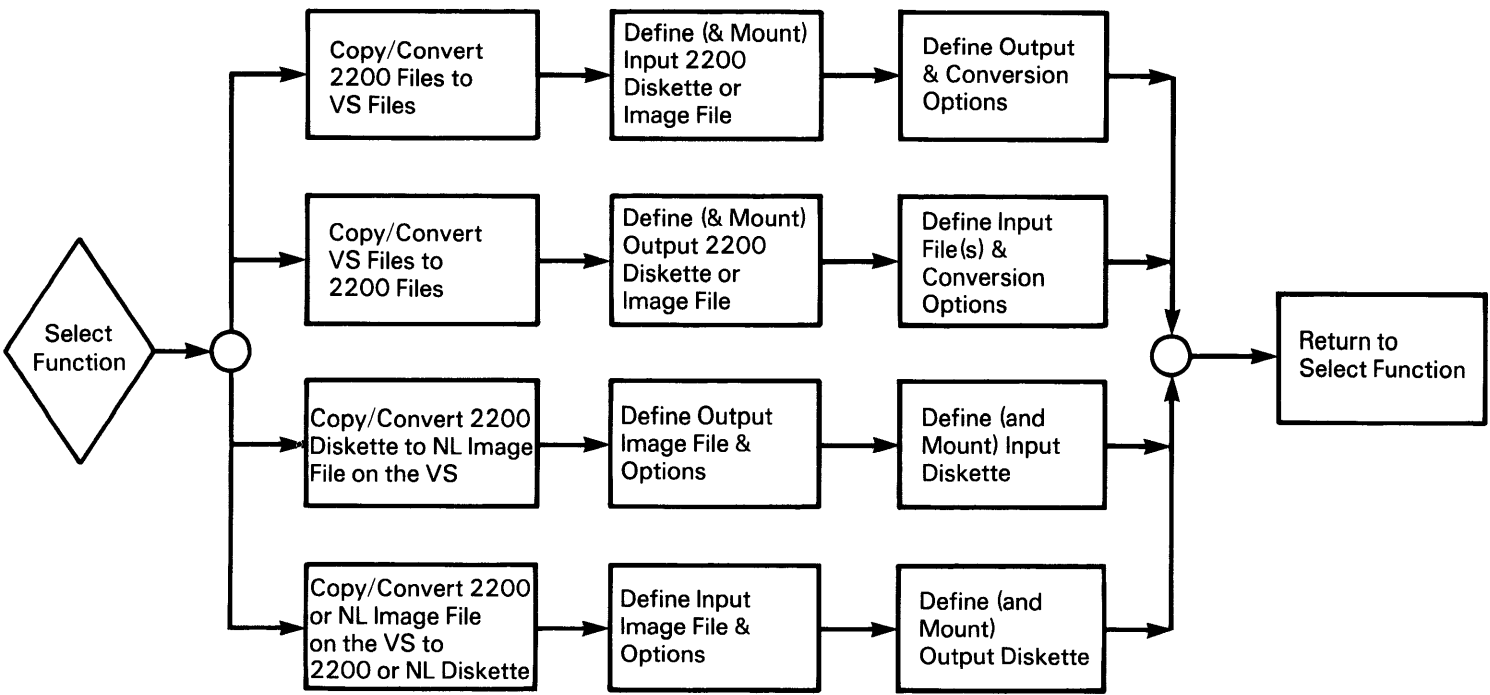 Select
Function
Copy/Convert
2200 Files to
VS Files
Define (& Mount)
Input 2200
Diskette or
Image File
Define Output
& Conversion
Options
Copy/Convert
VS Files to
2200 Files
Define (& Mount)
Output 2200
Diskette or
Image File
Define Input
File(s) &
Conversion
Options
Copy/Convert 2200
Diskette to NL Image
File on the VS
Define Output
Image File &
Options
Define (and
Mount) Input
Diskette
Copy/Convert 2200
or NL Image File
on the VS to
2200 or NL Diskette
Define Input
Image File &
Options
Define (and
Mount)
Output Diskette
Return to
Select Function